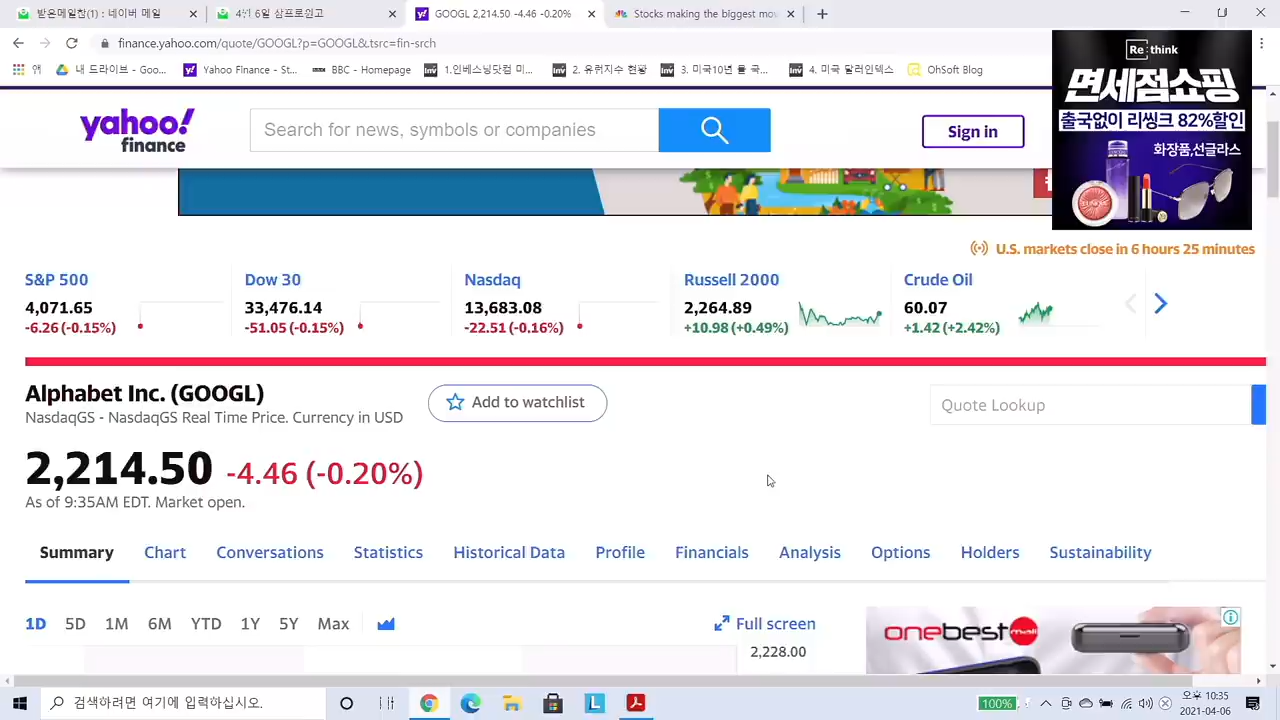 받은메일함(1) : 네이버 메일
4식1 6일 삼프로인고
GOOGL 2,214.50 -4.46 -0.20%
Stocks making the biggest mov
finance.yahoo.com/quote/GOOGL?p=GOOGL&.tsrc=fin-srch
앱
내 드라이브 - Goo...
Yahoo Finance - St...
BBC - Homepage
1.인베스닝닷컴 미...
2. 유럽지수 현황
3. 미국10년 물 국...
4. 미국 달러인덱스
OhSoft Blog
Re:think
면세점쇼핑
출국없이 리씽크 82%할인
화장품,선글라스
yahoo!
finance
Search for news, symbols or companies
Sign in
U.S. markets close in 6 hours 25 minutes
S&P 500
4,071.65
-6.26 (-0.15%)
Dow 30
33,476.14
-51.05 (-0.15%)
Nasdaq
13,683.08
-22.51 (-0.16%)
Russell 2000
2,264.89
+10.98 (+0.49%)
Crude Oil
60.07
+1.42 (+2.42%)
Alphabet Inc. (GOOGL)
NasdaqGS - NasdaqGS Real Time Price. Currency in USD
Add to watchlist
Quote Lookup
2,214.50 -4.46 (-0.20%)
As of 9:35AM EDT. Market open.
Summary Chart Conversations Statistics Historical Data Profile Financials Analysis Options Holders Sustainability
1D 5D 1M 6M YTD 1Y 5Y Max
Full screen
2,228.00
onebest mall
검색하려면 여기에 입력하십시오.
100%
오후 10:35
2021-04-06